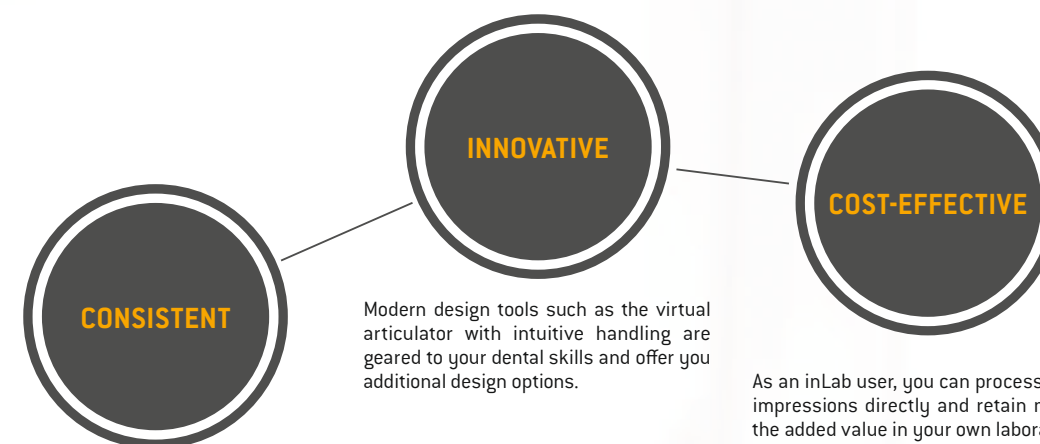 CONSISTENT
INNOVATIVE
Modern design tools such as the virtual
articulator with intuitive handling are
geared to your dental skills and offer you
additional design options.
COST-EFFECTIVE
As an inLab user, you can process
impressions directly and retain
the added value in your own